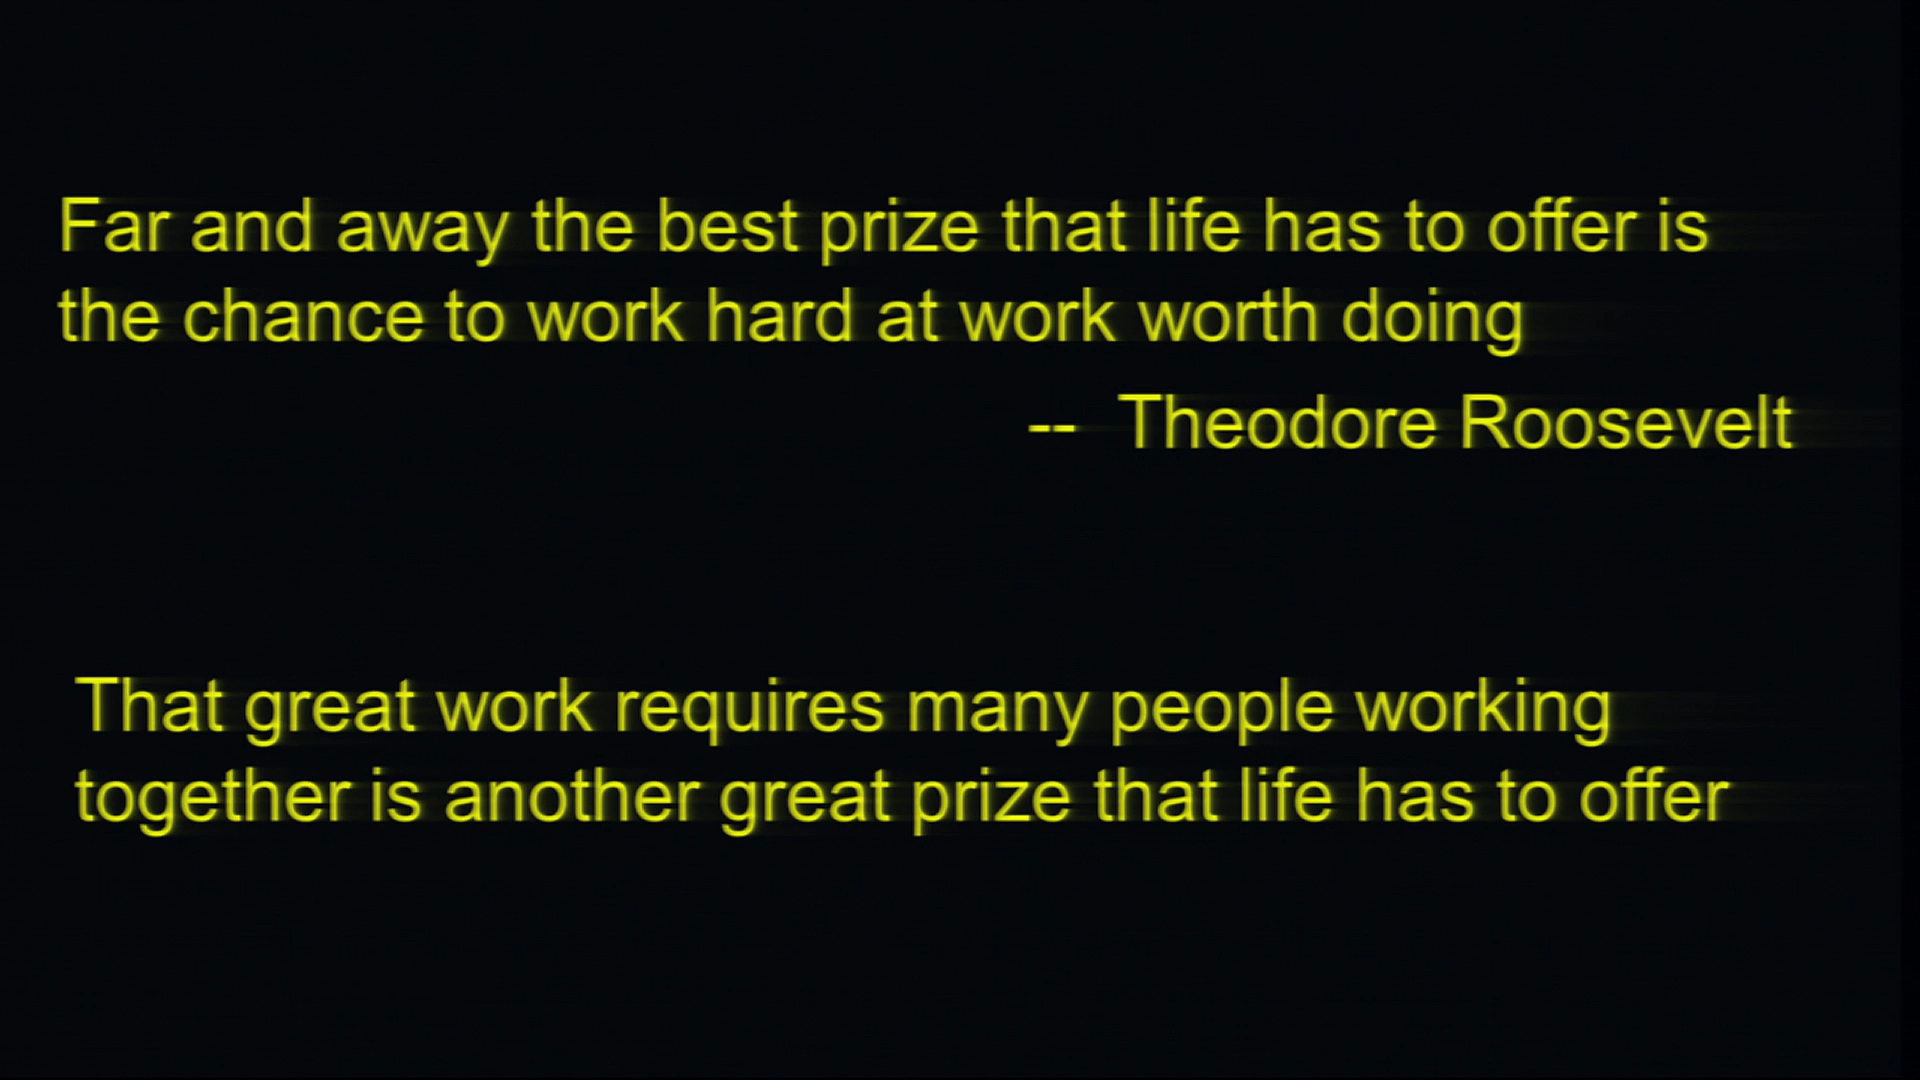 Far and away the best prize that life has to offer is
the chance to work hard at work worth doing
-- Theodore Roosevelt
That great work requires many people working
together is another great prize that life has to offer